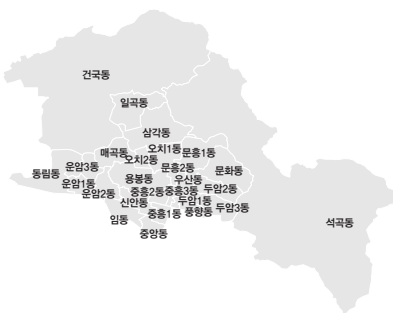 건국동
일곡동
삼각동
매곡동
오치1동
문흥1동
오치2동
운암3동
문흥2동
문화동
동림동
용봉동
우산동
운암1동
운암2동
중흥2동
중흥3동
두암2동
신안동
두암1동
두암3동
임동
중흥1동
풍향동
석곡동
중앙동